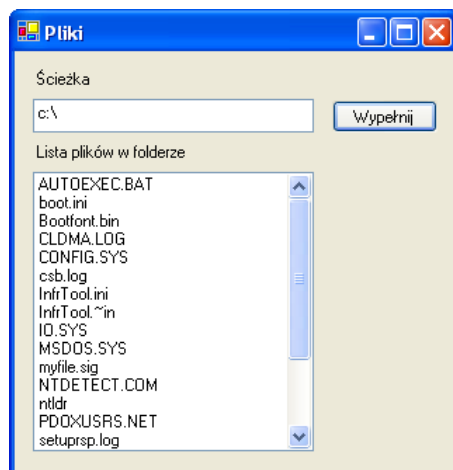 Pliki
Ścieżka
c:\
Wypełnij
Lista plików w folderze
AUTOEXEC.BAT
boot.ini
Bootfont.bin
CLDMA.LOG
CONFIG.SYS
csb.log
InfrTool.ini
InfrTool.~in
IO.SYS
MSDOS.SYS
myfile.sig
NTDETECT.COM
ntldr
PDOXUSRS.NET
setuprsp.log